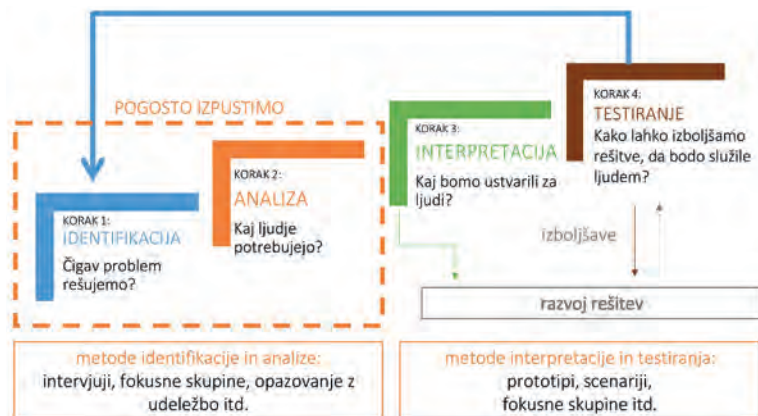 POGOSTO IZPUSTIMO
KORAK 1:
IDENTIFIKACIJA
Čigav problem
rešujemo?
KORAK 2:
ANALIZA
Kaj ljudje
potrebujejo?
KORAK 3:
INTERPRETACIJA
Kaj bomo ustvarili za
ljudi?
KORAK 4:
TESTIRANJE
Kako lahko izboljšamo
rešitve, da bodo služile
ljudem?
izboljšave
razvoj rešitev
metode identifikacije in analize:
intervjuji, fokusne skupine, opazovanje z
udeležbo itd.
metode interpretacije in testiranja:
prototipi, scenariji,
fokusne skupine itd.